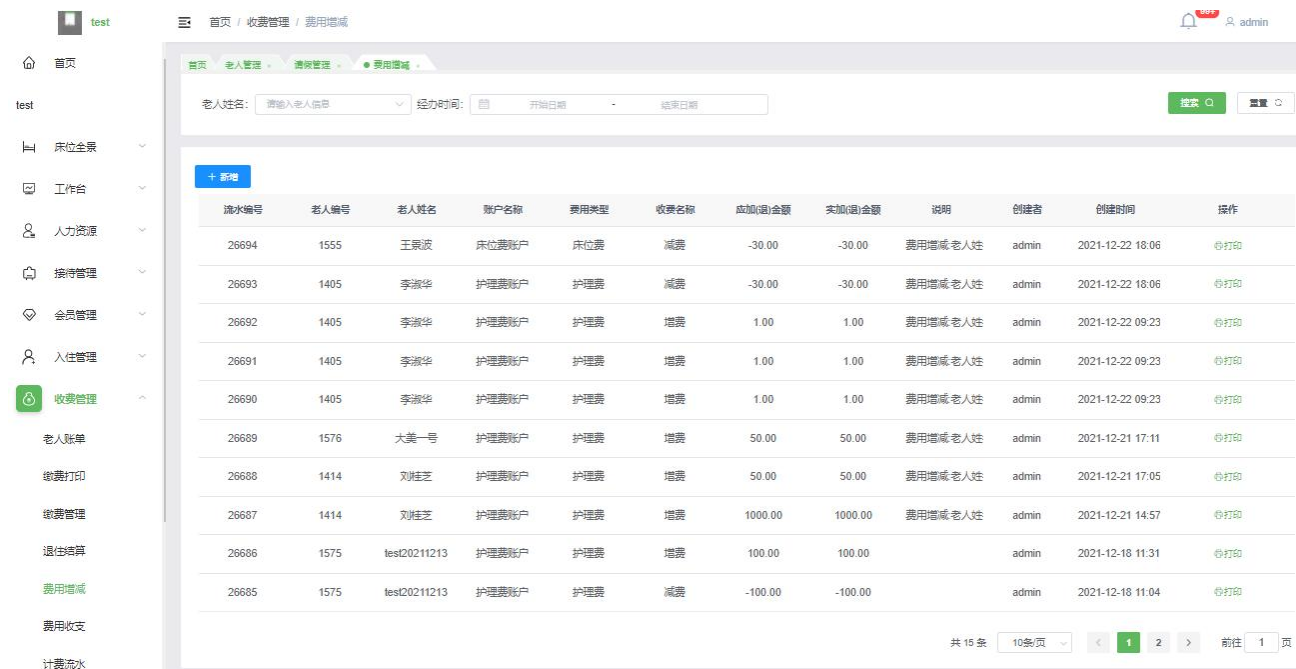 test
首页 / 收费管理 / 费用增减
99+
admin
首页
test
床位全景
工作台
人力资源
接待管理
会员管理
入住管理
收费管理
老人账单
缴费打印
缴费管理
退住结算
费用增减
费用收支
计费流水
首页 老人管理 请假管理 费用增减
老人姓名: 请输入老人信息 经办时间: 开始日期 - 结束日期 搜索 重置
+ 新增
流水编号 老人编号 老人姓名 账户名称 费用类型 收费名称 应加(退)金额 实加(退)金额 说明 创建者 创建时间 操作
26694 1555 王景波 床位费账户 床位费 减费 -30.00 -30.00 费用增减:老人姓 admin 2021-12-22 18:06 打印
26693 1405 李淑华 护理费账户 护理费 减费 -30.00 -30.00 费用增减:老人姓 admin 2021-12-22 18:06 打印
26692 1405 李淑华 护理费账户 护理费 增费 1.00 1.00 费用增减:老人姓 admin 2021-12-22 09:23 打印
26691 1405 李淑华 护理费账户 护理费 增费 1.00 1.00 费用增减:老人姓 admin 2021-12-22 09:23 打印
26690 1405 李淑华 护理费账户 护理费 增费 1.00 1.00 费用增减:老人姓 admin 2021-12-22 09:23 打印
26689 1576 大美一号 护理费账户 护理费 增费 50.00 50.00 费用增减:老人姓 admin 2021-12-21 17:11 打印
26688 1414 刘桂芝 护理费账户 护理费 增费 50.00 50.00 费用增减:老人姓 admin 2021-12-21 17:05 打印
26687 1414 刘桂芝 护理费账户 护理费 增费 1000.00 1000.00 费用增减:老人姓 admin 2021-12-21 14:57 打印
26686 1575 test20211213 护理费账户 护理费 增费 100.00 100.00 admin 2021-12-18 11:31 打印
26685 1575 test20211213 护理费账户 护理费 减费 -100.00 -100.00 admin 2021-12-18 11:04 打印
共 15 条 10条/页 < 1 2 > 前往 1 页